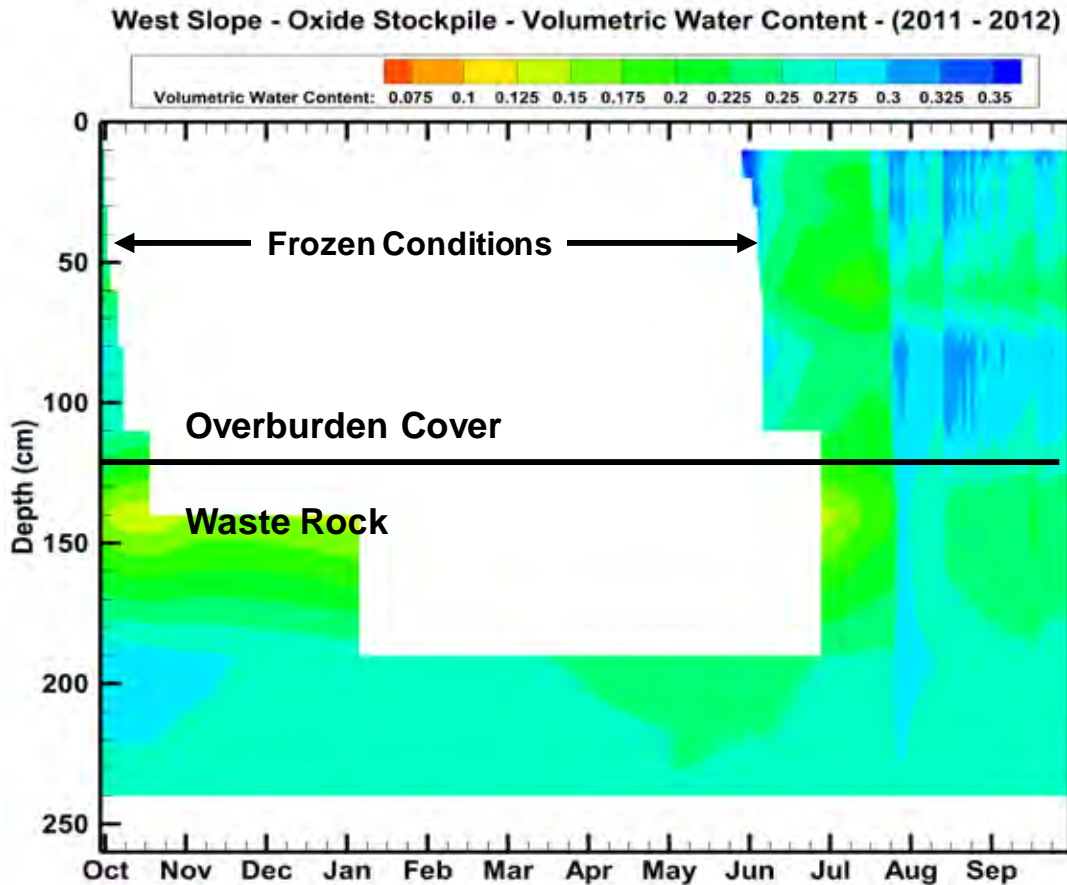 West Slope - Oxide Stockpile - Volumetric Water Content - (2011 - 2012)
Volumetric Water Content: 0.075 0.1 0.125 0.15 0.175 0.2 0.225 0.25 0.275 0.3 0.325 0.35
0
Frozen Conditions
50
100
Overburden Cover
Depth (cm)
Waste Rock
150
200
250
Oct Nov Dec Jan Feb Mar Apr May Jun Jul Aug Sep